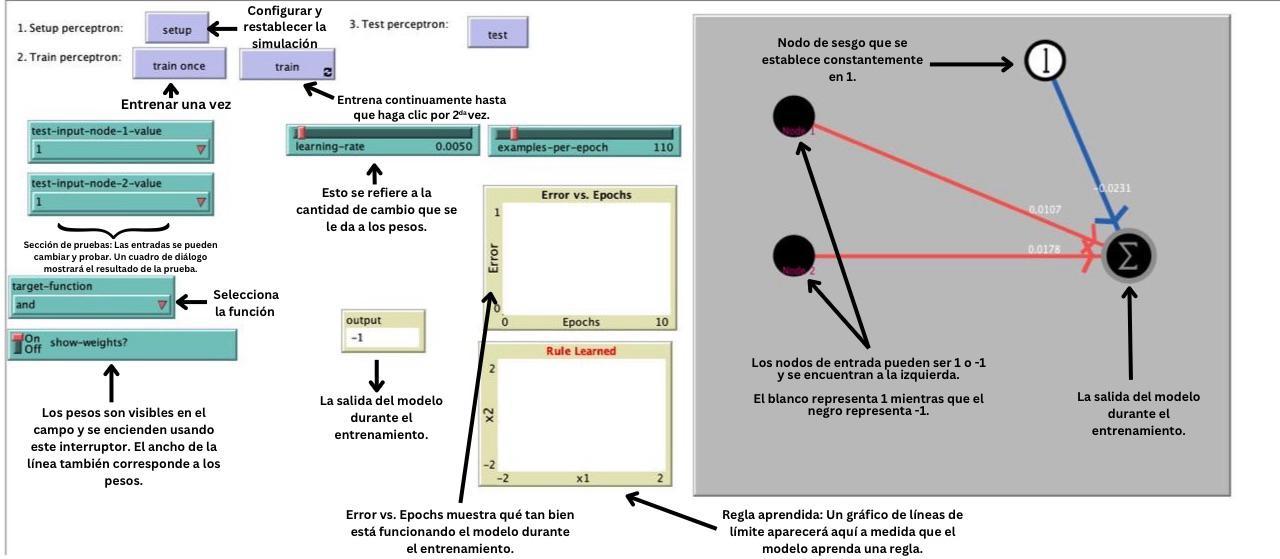 1. Setup perceptron:
setup
Configurar y
restablecer la
simulación
3. Test perceptron:
test
2. Train perceptron:
train once
train
Entrenar una vez
Entrena continuamente hasta
que haga clic por 2da vez.
test-input-node-1-value
1
test-input-node-2-value
1
learning-rate 0.0050
examples-per-epoch 110
Esto se refiere a la
cantidad de cambio que se
le da a los pesos.
Sección de pruebas: Las entradas se pueden
cambiar y probar. Un cuadro de diálogo
mostrará el resultado de la prueba.
target-function
and
Selecciona
la función
On
Off
show-weights?
Los pesos son visibles en el
campo y se encienden usando
este interruptor. El ancho de la
línea también corresponde a los
pesos.
output
-1
La salida del modelo
durante el
entrenamiento.
Error vs. Epochs
1
Error
0
0 Epochs 10
Rule Learned
2
x2
-2
-2 x1 2
Error vs. Epochs muestra qué tan bien
está funcionando el modelo durante
el entrenamiento.
Regla aprendida: Un gráfico de líneas de
límite aparecerá aquí a medida que el
modelo aprenda una regla.
Nodo de sesgo que se
establece constantemente
en 1.
1
Node 1
-0.0231
0.0107
0.0178
Node 2
Σ
Los nodos de entrada pueden ser 1 o -1
y se encuentran a la izquierda.
El blanco representa 1 mientras que el
negro representa -1.
La salida del modelo
durante el
entrenamiento.